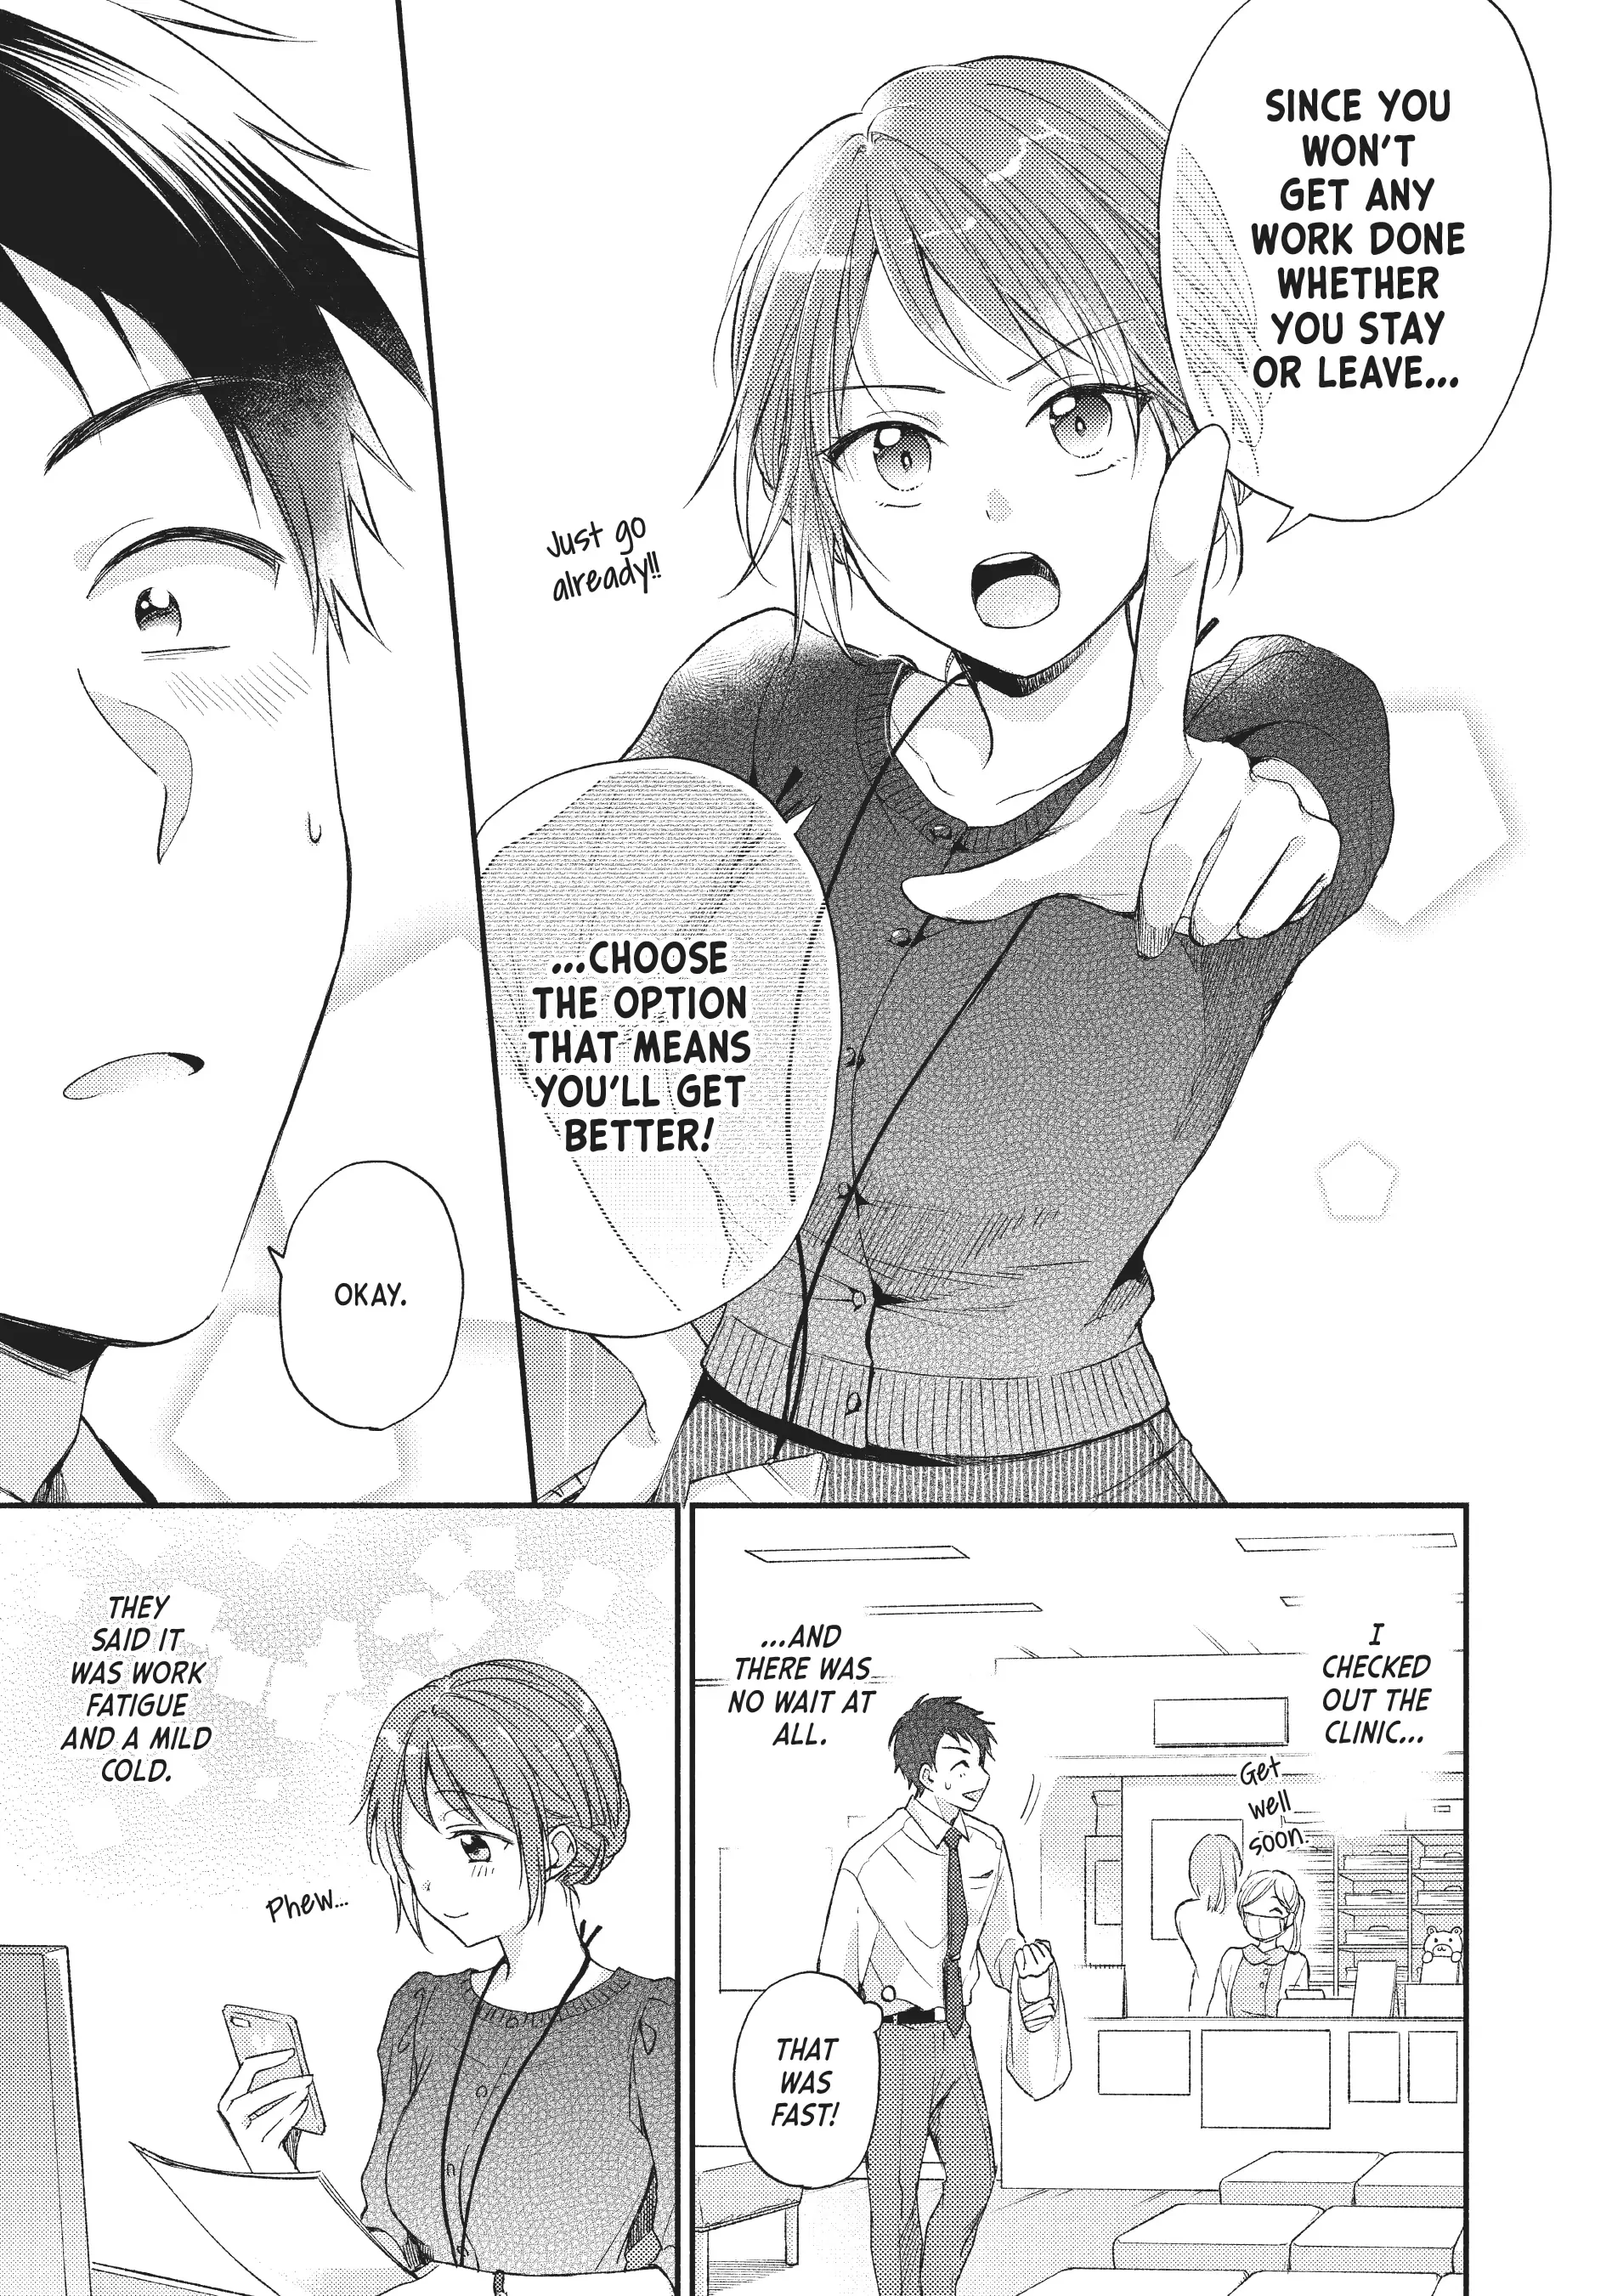 SINCE YOU
WON'T
GET ANY
WORK DONE
WHETHER
YOU STAY
OR LEAVE...
Just go
already!!
...CHOOSE
THE OPTION
THAT MEANS
YOU'LL GET
BETTER!
OKAY.
I
CHECKED
OUT THE
CLINIC...
Get
well
soon.
...AND
THERE WAS
NO WAIT AT
ALL.
THAT
WAS
FAST!
THEY
SAID IT
WAS WORK
FATIGUE
AND A MILD
COLD.
Phew...